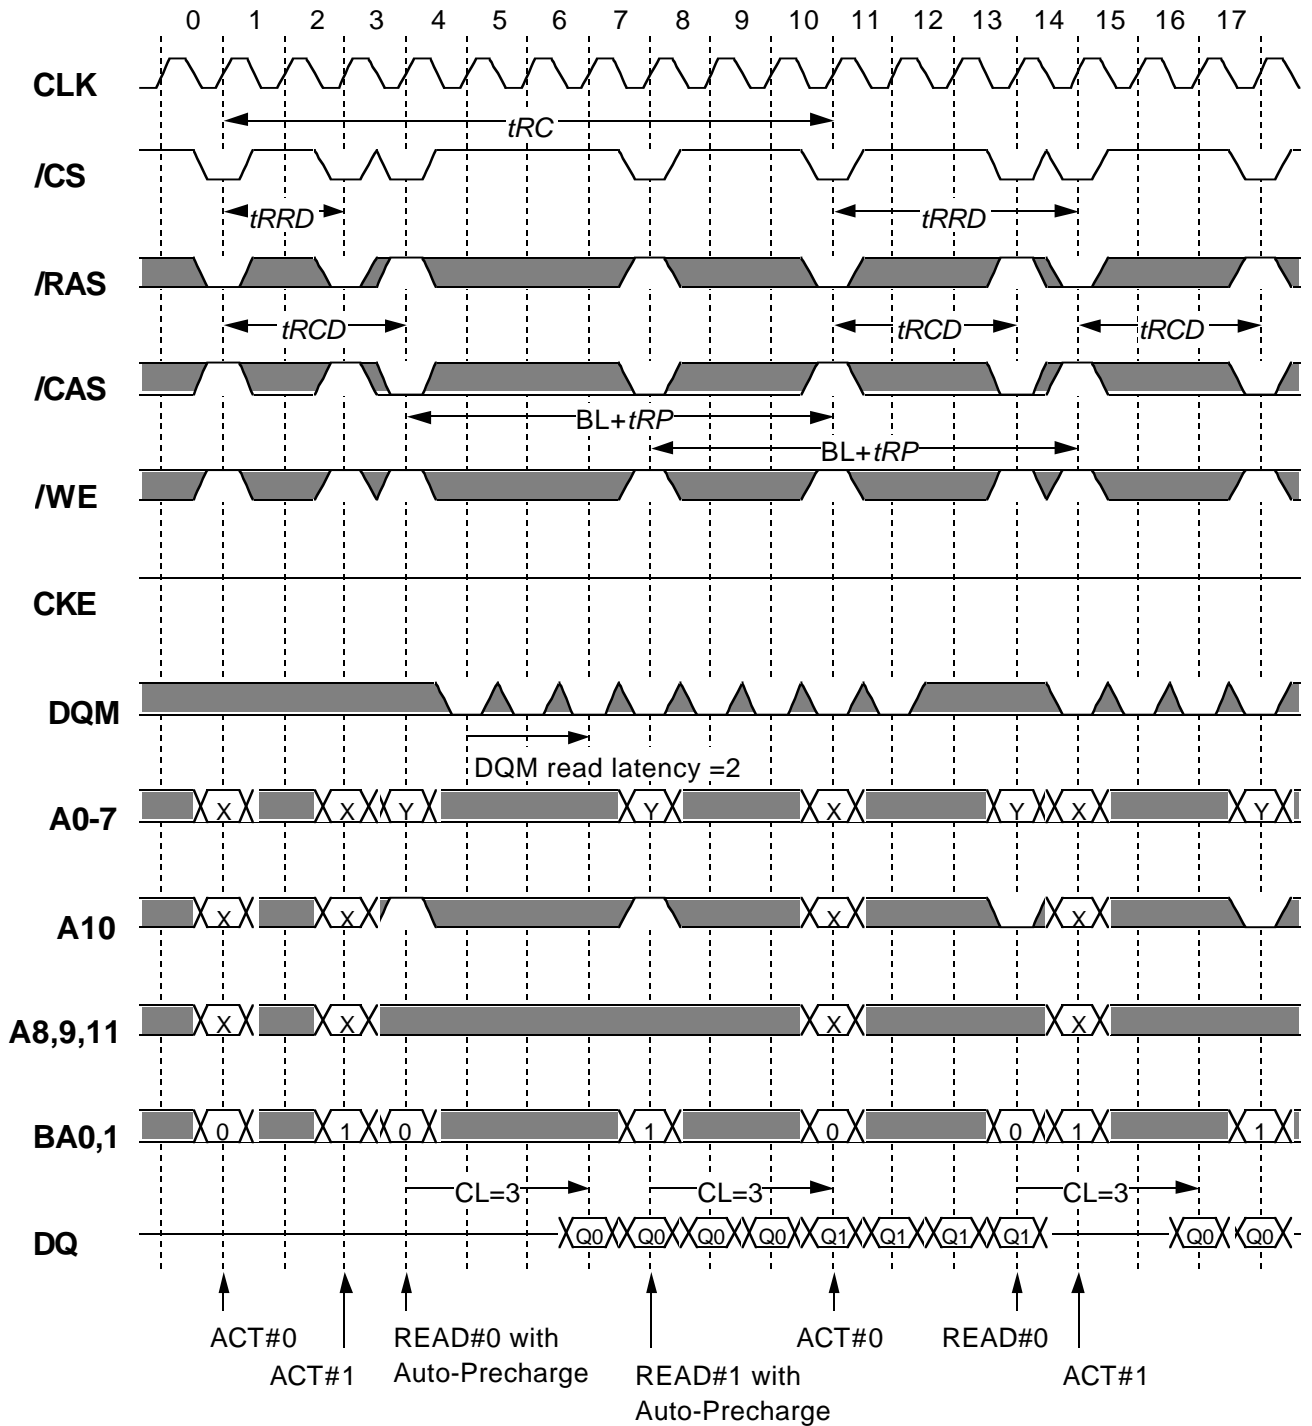 0 1 2 3 4 5 6 7 8 9 10 11 12 13 14 15 16 17
CLK
tRC
/CS
tRRD tRRD
/RAS
tRCD tRCD tRCD
/CAS
BL+tRP
BL+tRP
/WE
CKE
DQM
DQM read latency =2
A0-7 X X Y Y X Y X Y
A10 X X X X
A8,9,11 X X X X
BA0,1 0 1 0 1 0 0 1 1
CL=3 CL=3 CL=3
DQ Q0 Q0 Q0 Q0 Q1 Q1 Q1 Q1 Q0 Q0
ACT#0 READ#0 with ACT#0 READ#0
ACT#1 Auto-Precharge READ#1 with ACT#1
Auto-Precharge